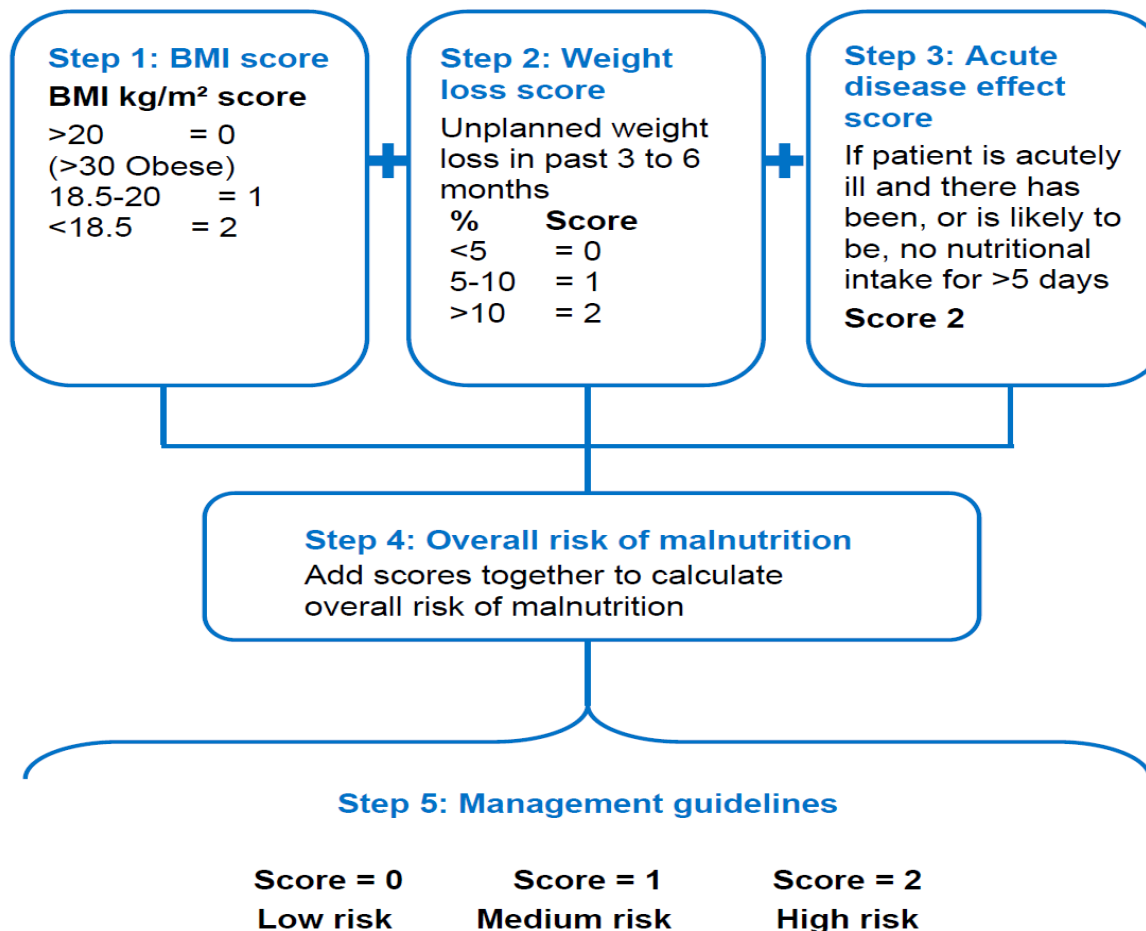 Step 1: BMI score
BMI kg/m² score
>20 = 0
(>30 Obese)
18.5-20 = 1
<18.5 = 2
Step 2: Weight
loss score
Unplanned weight
loss in past 3 to 6
months
% Score
<5 = 0
5-10 = 1
>10 = 2
Step 3: Acute
disease effect
score
If patient is acutely
ill and there has
been, or is likely to
be, no nutritional
intake for >5 days
Score 2
Step 4: Overall risk of malnutrition
Add scores together to calculate
overall risk of malnutrition
Step 5: Management guidelines
Score = 0 Score = 1 Score = 2
Low risk Medium risk High risk